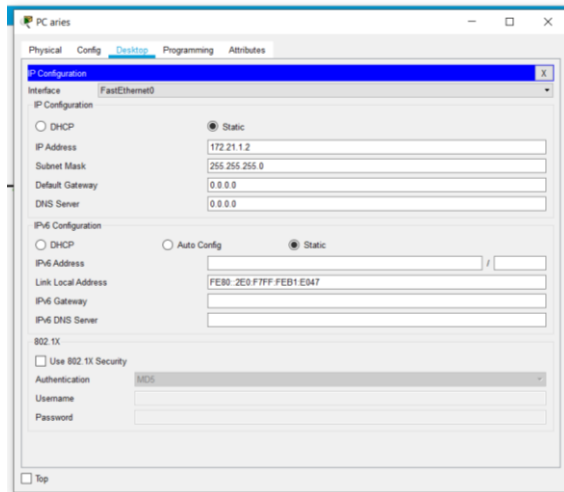 PC aries
Physical Config Desktop Programming Attributes
IP Configuration X
Interface FastEthernet0
IP Configuration
DHCP Static
IP Address 172.21.1.2
Subnet Mask 255.255.255.0
Default Gateway 0.0.0.0
DNS Server 0.0.0.0
IPv6 Configuration
DHCP Auto Config Static
IPv6 Address /
Link Local Address FE80::2E0:F7FF:FEB1:E047
IPv6 Gateway
IPv6 DNS Server
802.1X
Use 802.1X Security
Authentication MD5
Username
Password
Top